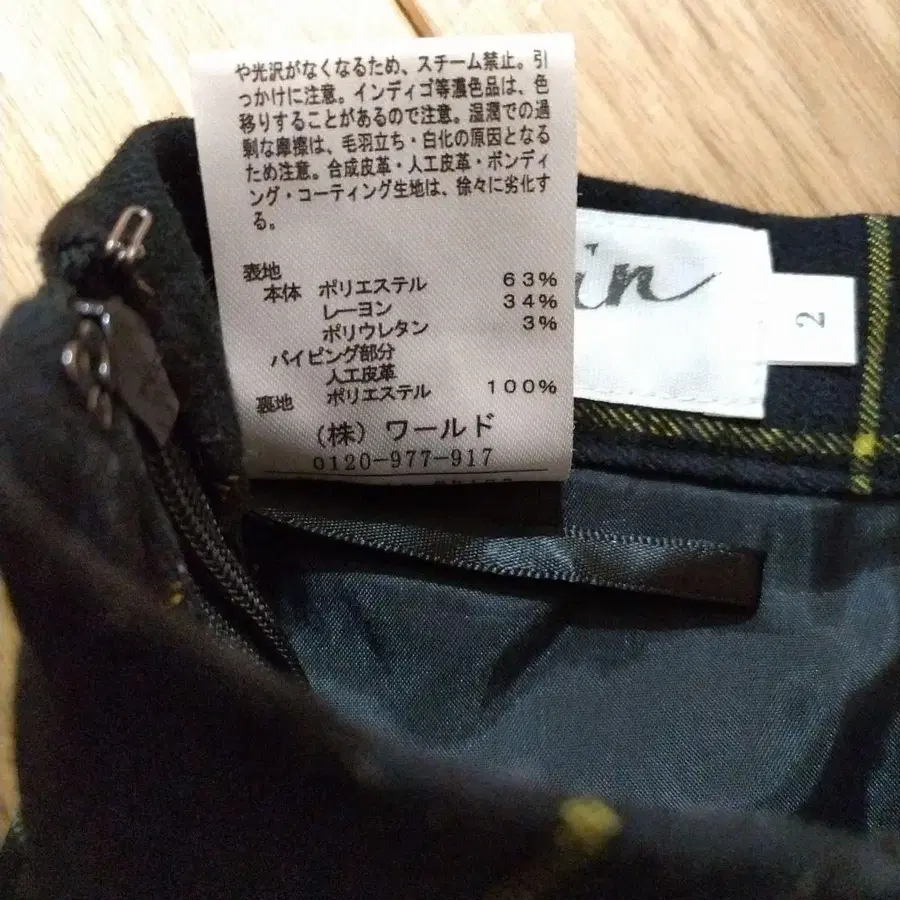 や光沢がなくなるため、スチーム禁止。引
っかけに注意。インディゴ等濃色品は、色
移りすることがあるので注意。湿潤での過
剰な摩擦は、毛羽立ち・白化の原因となる
ため注意。合成皮革・人工皮革・ボンディ
ング・コーティング生地は、徐々に劣化す
る。
表地
本体 ポリエステル 63%
レーヨン 34%
ポリウレタン 3%
パイピング部分
人工皮革
裏地 ポリエステル 100%
(株) ワールド
0120-977-917
in
2